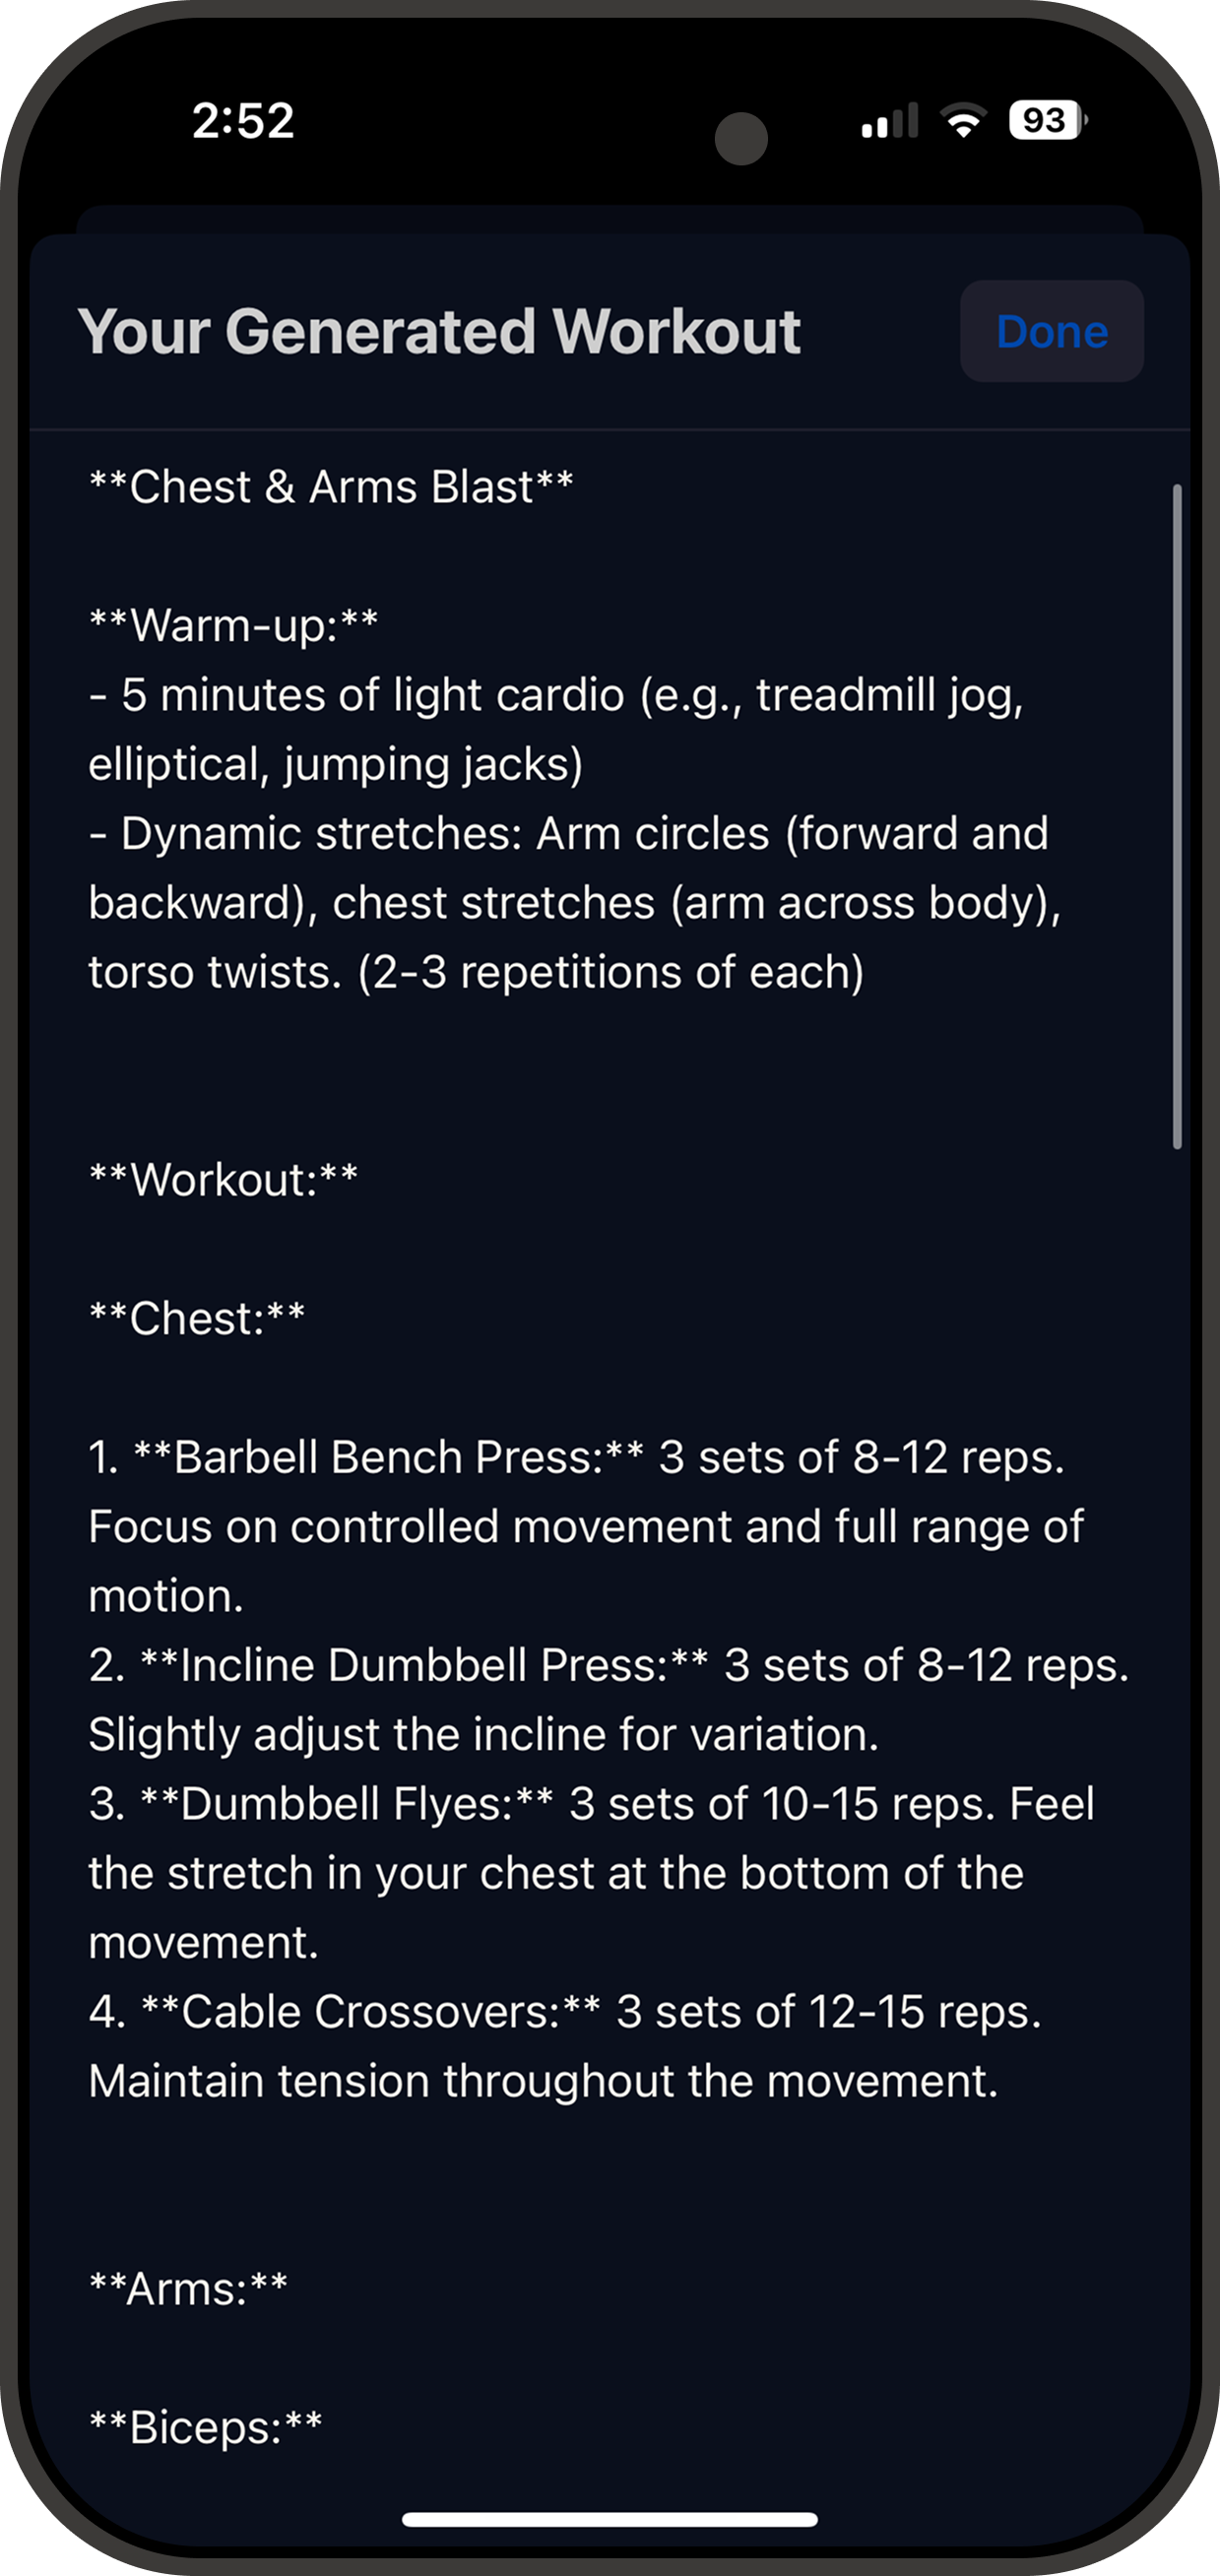 2:52
93
Your Generated Workout
Done
**Chest & Arms Blast**
**Warm-up:**
- 5 minutes of light cardio (e.g., treadmill jog,
elliptical, jumping jacks)
- Dynamic stretches: Arm circles (forward and
backward), chest stretches (arm across body),
torso twists. (2-3 repetitions of each)
**Workout:**
**Chest:**
1. **Barbell Bench Press:** 3 sets of 8-12 reps.
Focus on controlled movement and full range of
motion.
2. **Incline Dumbbell Press:** 3 sets of 8-12 reps.
Slightly adjust the incline for variation.
3. **Dumbbell Flyes:** 3 sets of 10-15 reps. Feel
the stretch in your chest at the bottom of the
movement.
4. **Cable Crossovers:** 3 sets of 12-15 reps.
Maintain tension throughout the movement.
**Arms:**
**Biceps:**